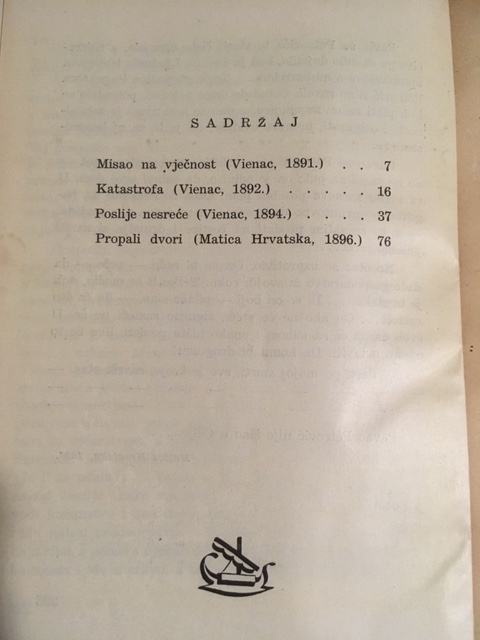 SADRŽAJ
Misao na vječnost (Vienac, 1891.) . . 7
Katastrofa (Vienac, 1892.) . . . . . 16
Poslije nesreće (Vienac, 1894.) . . . . 37
Propali dvori (Matica Hrvatska, 1896.) 76